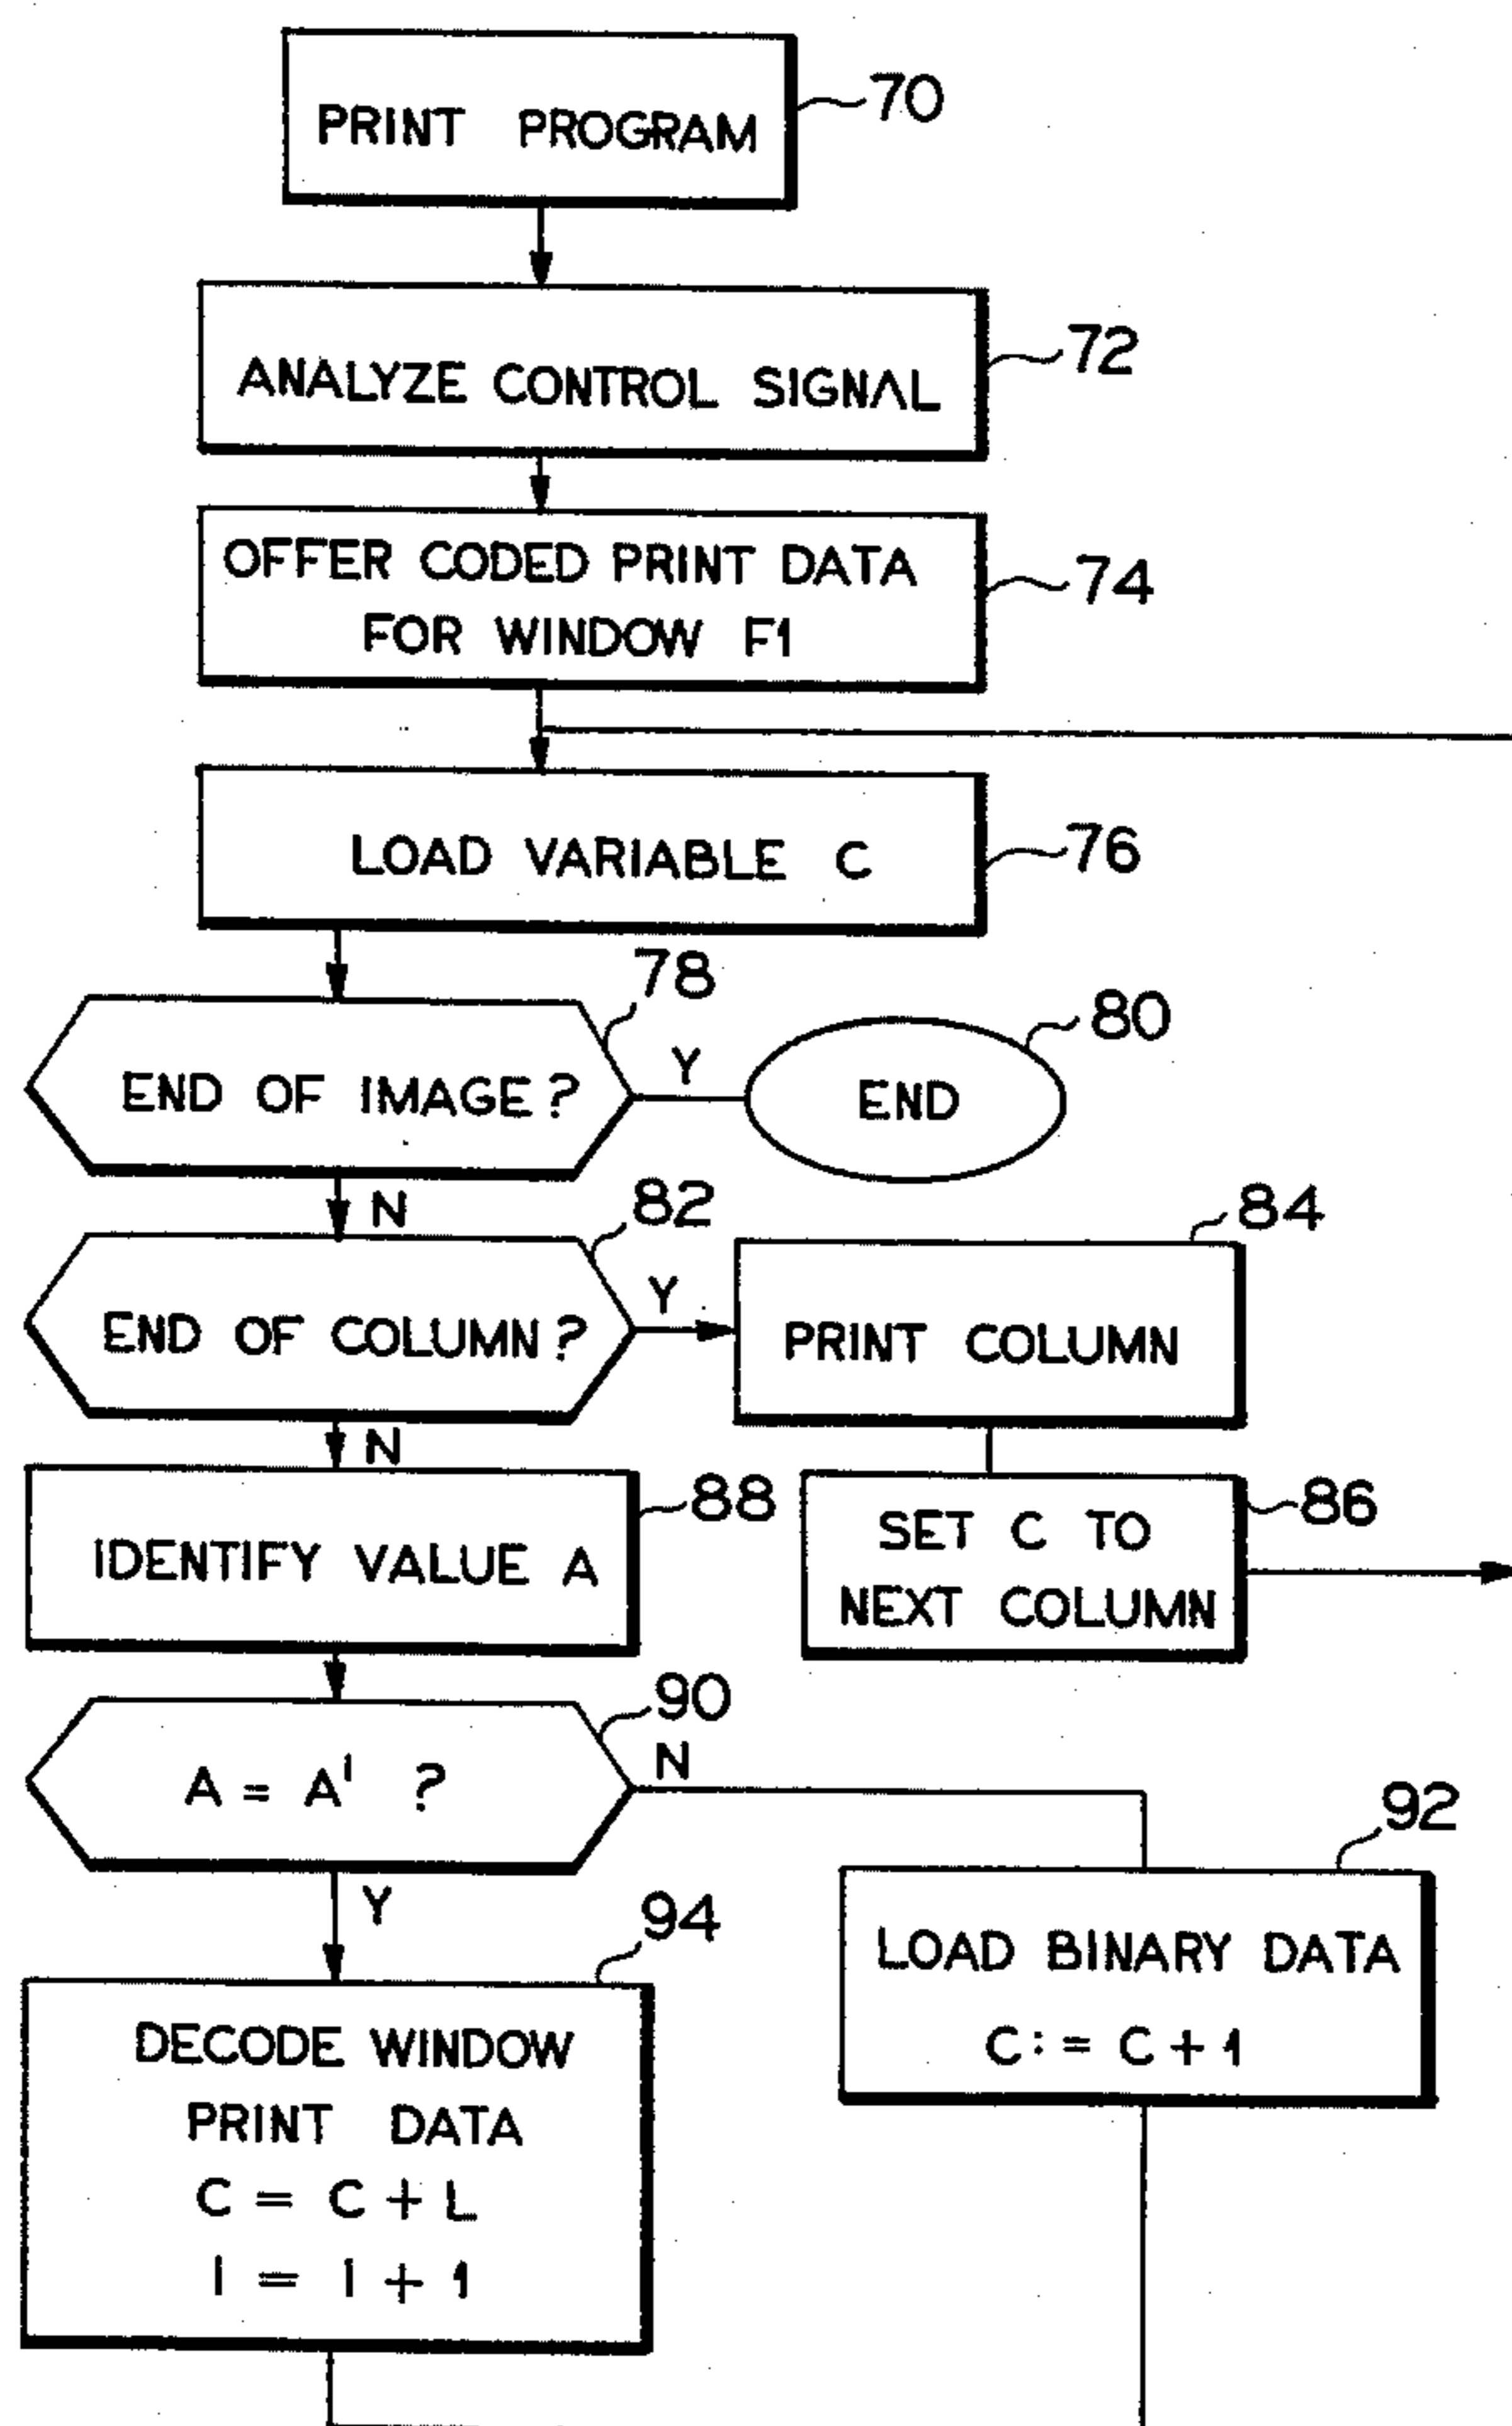 PRINT PROGRAM
70
ANALYZE CONTROL SIGNAL
72
OFFER CODED PRINT DATA
FOR WINDOW F1
74
LOAD VARIABLE C
76
78
END OF IMAGE?
Y
80
END
N
82
END OF COLUMN?
Y
84
PRINT COLUMN
N
88
IDENTIFY VALUE A
86
SET C TO
NEXT COLUMN
90
A = A' ?
N
92
LOAD BINARY DATA
C:= C+1
Y
94
DECODE WINDOW
PRINT DATA
C = C + L
I = I + 1